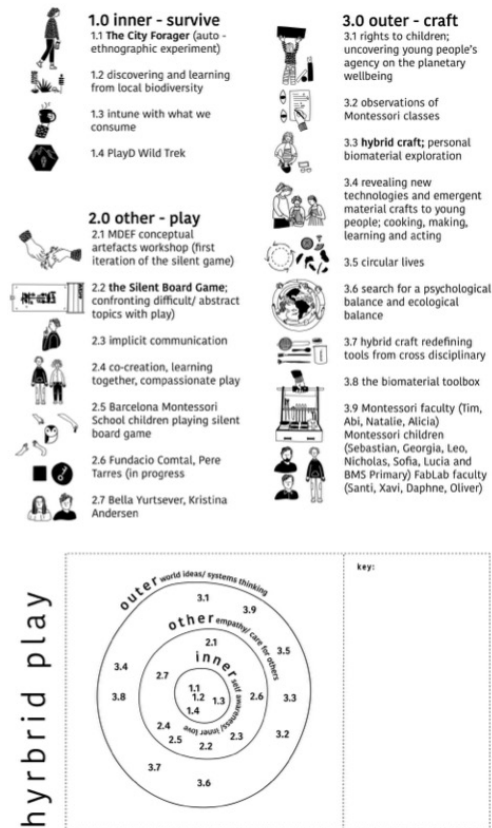 1.0 inner - survive
1.1 The City Forager (auto -
ethnographic experiment)
1.2 discovering and learning
from local biodiversity
1.3 intune with what we
consume
1.4 PlayD Wild Trek
2.0 other - play
2.1 MDEF conceptual
artefacts workshop (first
iteration of the silent game)
2.2 the Silent Board Game;
confronting difficult/ abstract
topics with play)
2.3 implicit communication
2.4 co-creation, learning
together, compassionate play
2.5 Barcelona Montessori
School children playing silent
board game
2.6 Fundacio Comtal, Pere
Tarres (in progress
2.7 Bella Yurtsever, Kristina
Andersen
3.0 outer - craft
3.1 rights to children;
uncovering young people's
agency on the planetary
wellbeing
3.2 observations of
Montessori classes
3.3 hybrid craft; personal
biomaterial exploration
3.4 revealing new
technologies and emergent
material crafts to young
people; cooking, making,
learning and acting
3.5 circular lives
3.6 search for a psychological
balance and ecological
balance
3.7 hybrid craft redefining
tools from cross disciplinary
3.8 the biomaterial toolbox
3.9 Montessori faculty (Tim,
Abi, Natalie, Alicia)
Montessori children
(Sebastian, Georgia, Leo,
Nicholas, Sofia, Lucia and
BMS Primary) FabLab faculty
(Santi, Xavi, Daphne, Oliver)
hyrbrid play
outer world ideas/ systems thinking
3.1
3.9
other empathy/ care for others
2.1
3.5
inner self awareness/ inner love
3.4
2.7
1.1
1.2
1.3
1.4
2.6
3.8
3.3
2.4
2.5
2.2
2.3
3.2
3.7
3.6
key: